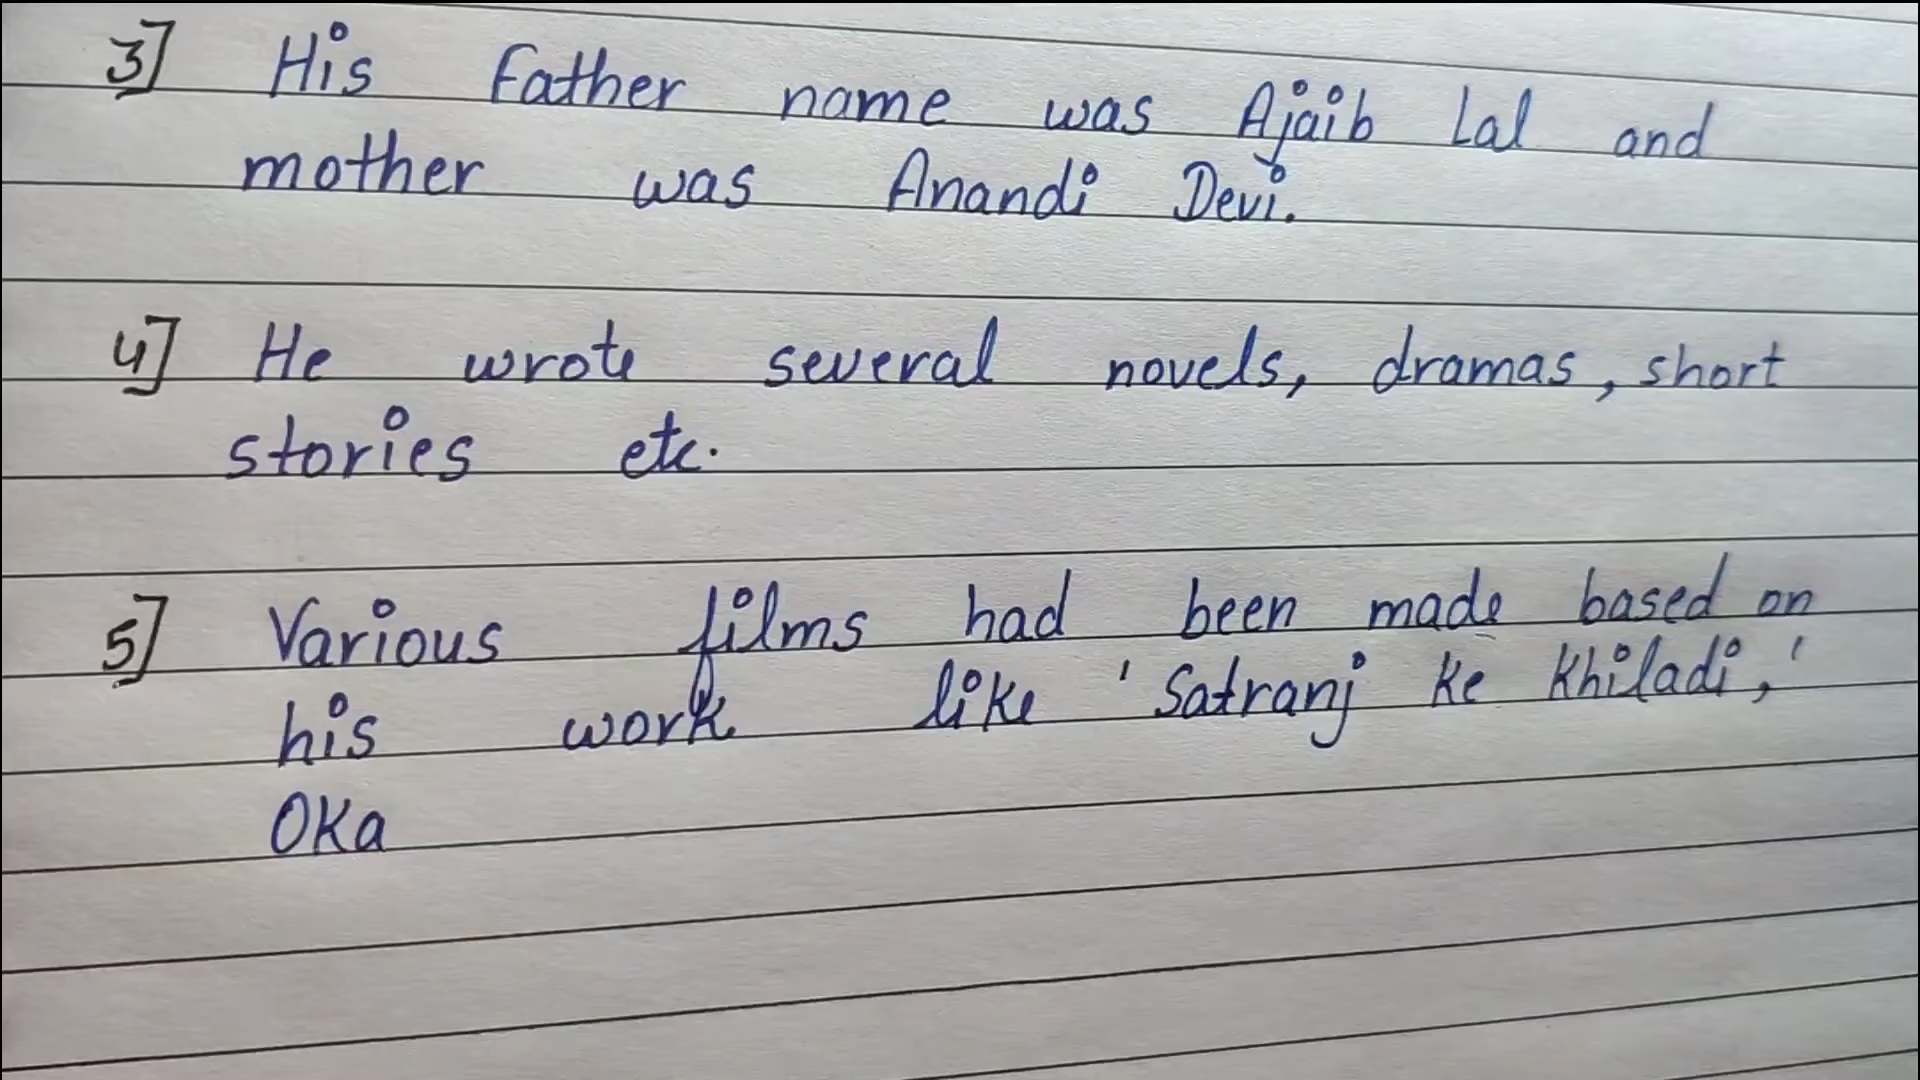 3] His Father name was Ajaib Lal and
mother was Anandi Devi.
4] He wrote several novels, dramas, short
stories etc.
5] Various films had been made based on
his work like 'Satranj Ke Khiladi,'
Oka